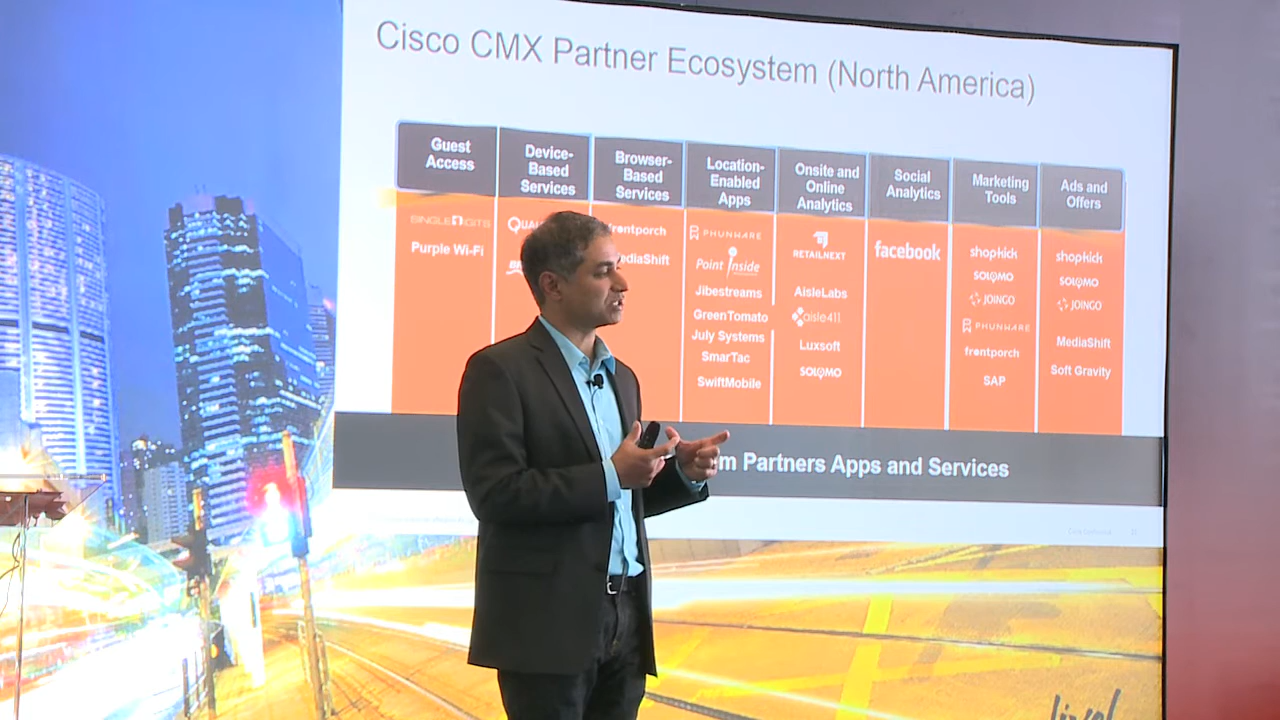 Cisco CMX Partner Ecosystem (North America)
Guest
Access
SINGLEDIGITS
Purple Wi-Fi
Device-
Based
Services
Browser-
Based
Services
frontporch
Location-
Enabled
Apps
PHUNWARE
Point Inside
Jibestreams
GreenTomato
July Systems
SmarTac
SwiftMobile
Onsite and
Online
Analytics
RETAILNEXT
AisleLabs
aisle411
Luxsoft
SOLOMO
Social
Analytics
facebook
Marketing
Tools
shopkick
SOLOMO
JOINGO
PHUNWARE
frontporch
SAP
Ads and
Offers
shopkick
SOLOMO
JOINGO
MediaShift
Soft Gravity
Partners Apps and Services